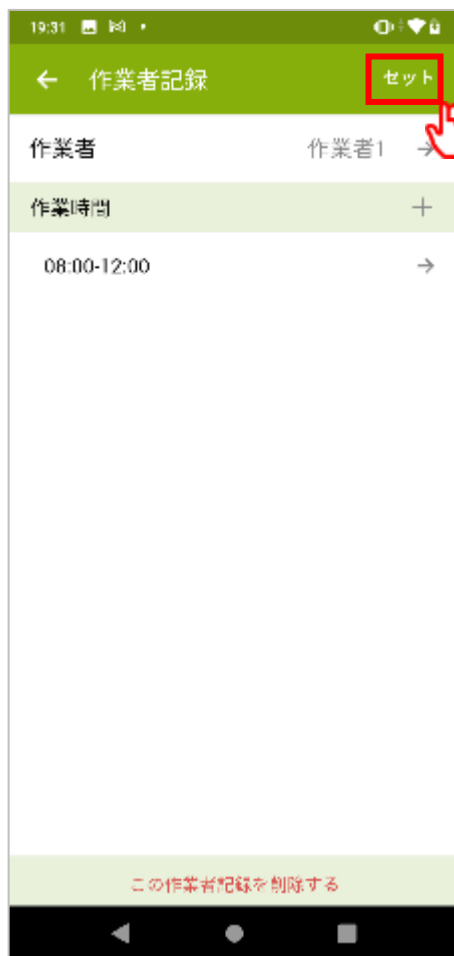 19:31
作業者記録 セット
作業者 作業者1
作業時間
08:00-12:00
この作業者記録を削除する